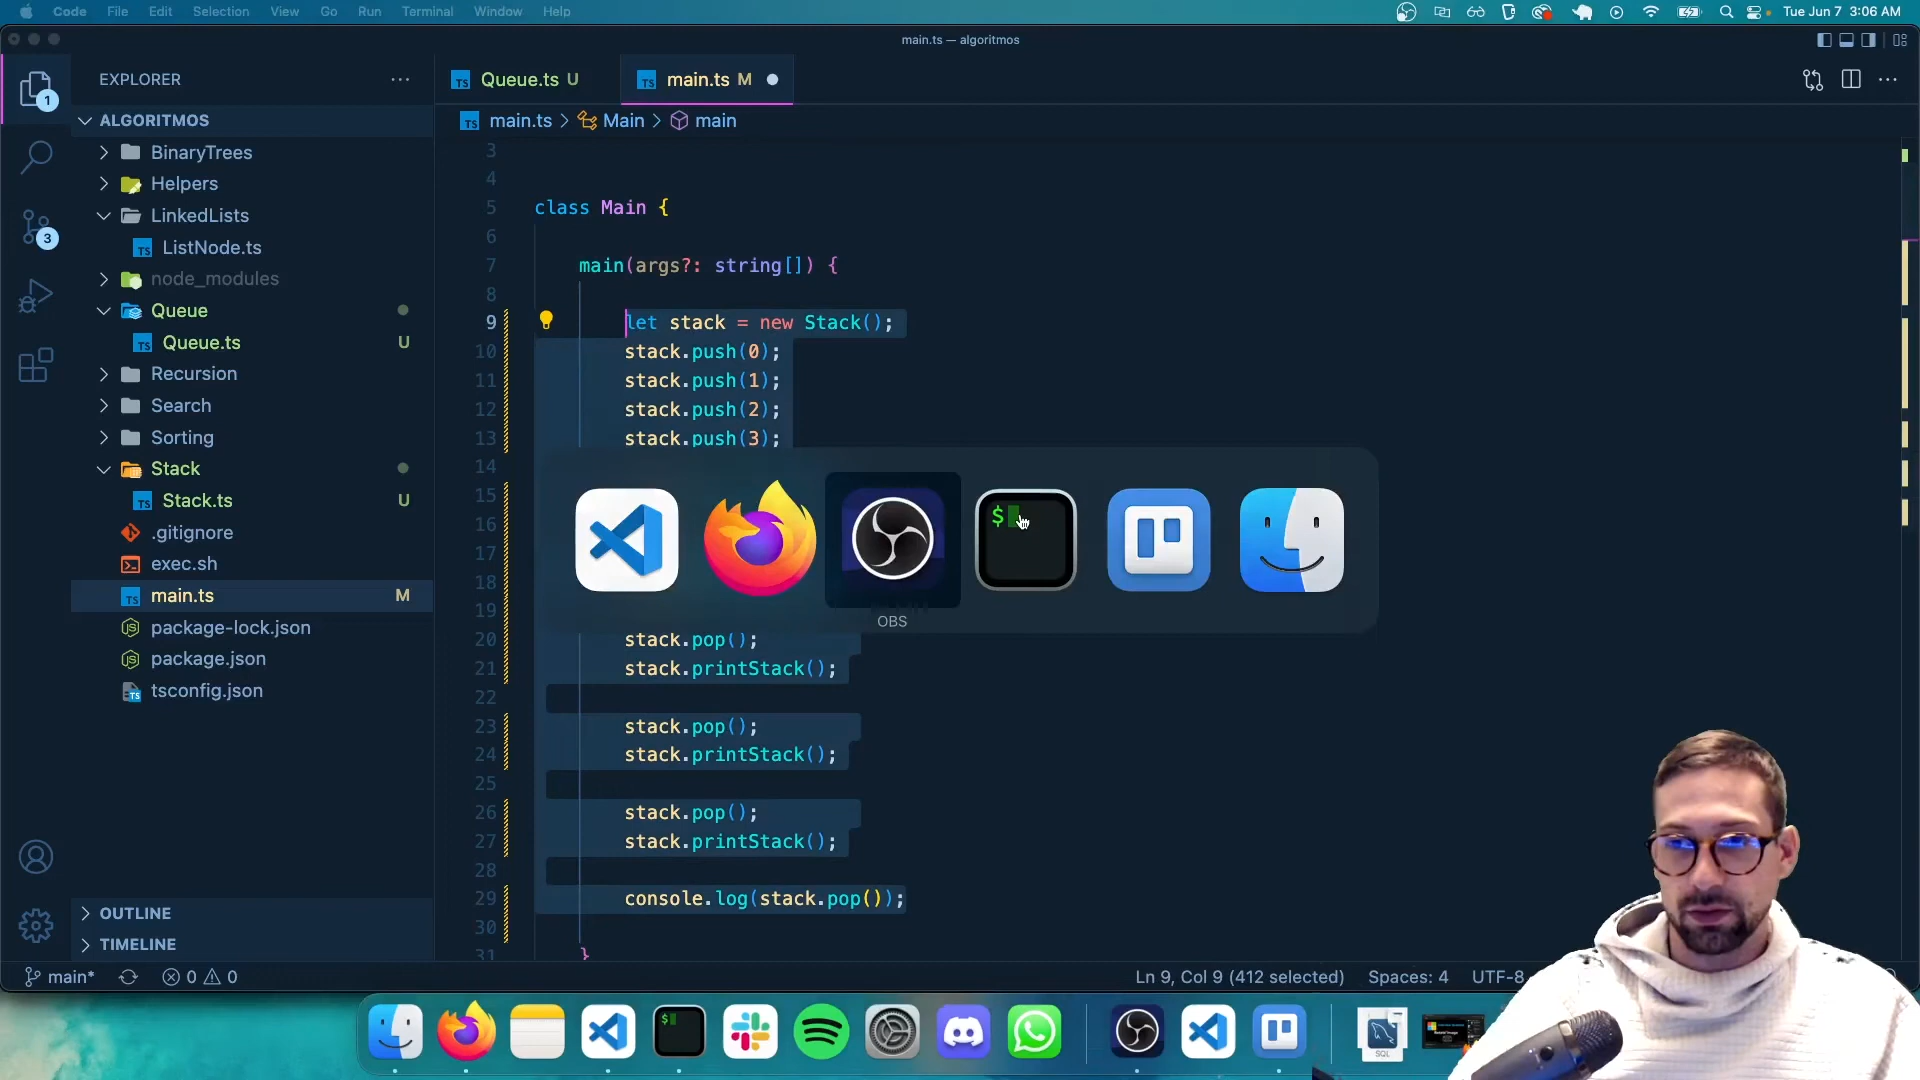 Code File Edit Selection View Go Run Terminal Window Help
Tue Jun 7 3:06 AM
main.ts — algoritmos
1
EXPLORER
Queue.ts U
main.ts M
ALGORITMOS
main.ts > Main > main
BinaryTrees
Helpers
LinkedLists
ListNode.ts
node_modules
Queue
Queue.ts U
Recursion
Search
Sorting
Stack
Stack.ts U
.gitignore
exec.sh
main.ts M
package-lock.json
package.json
tsconfig.json
3
OUTLINE
TIMELINE
3
4
5 class Main {
6
7 main(args?: string[]) {
8
9 let stack = new Stack();
10 stack.push(0);
11 stack.push(1);
12 stack.push(2);
13 stack.push(3);
14
15
16
17
18
19
20 stack.pop();
21 stack.printStack();
22
23 stack.pop();
24 stack.printStack();
25
26 stack.pop();
27 stack.printStack();
28
29 console.log(stack.pop());
30
31 }
$
OBS
main* 0 0
Ln 9, Col 9 (412 selected) Spaces: 4 UTF-8
$
SQL